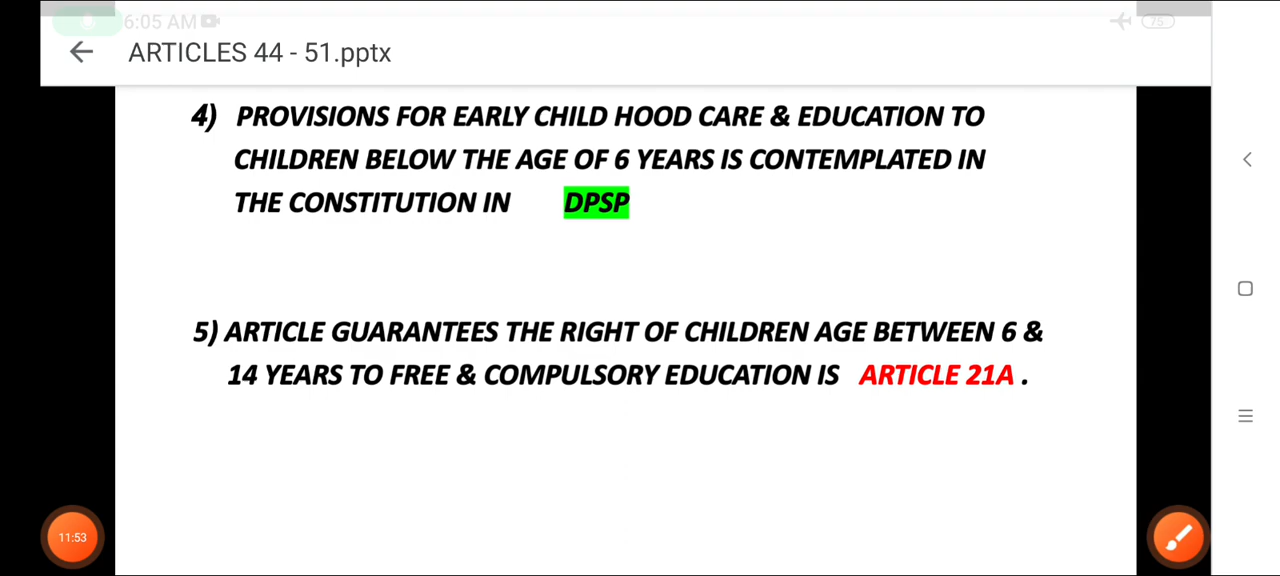 6:05 AM
75
ARTICLES 44 - 51.pptx
4) PROVISIONS FOR EARLY CHILD HOOD CARE & EDUCATION TO
CHILDREN BELOW THE AGE OF 6 YEARS IS CONTEMPLATED IN
THE CONSTITUTION IN DPSP
5) ARTICLE GUARANTEES THE RIGHT OF CHILDREN AGE BETWEEN 6 &
14 YEARS TO FREE & COMPULSORY EDUCATION IS ARTICLE 21A .
11:53